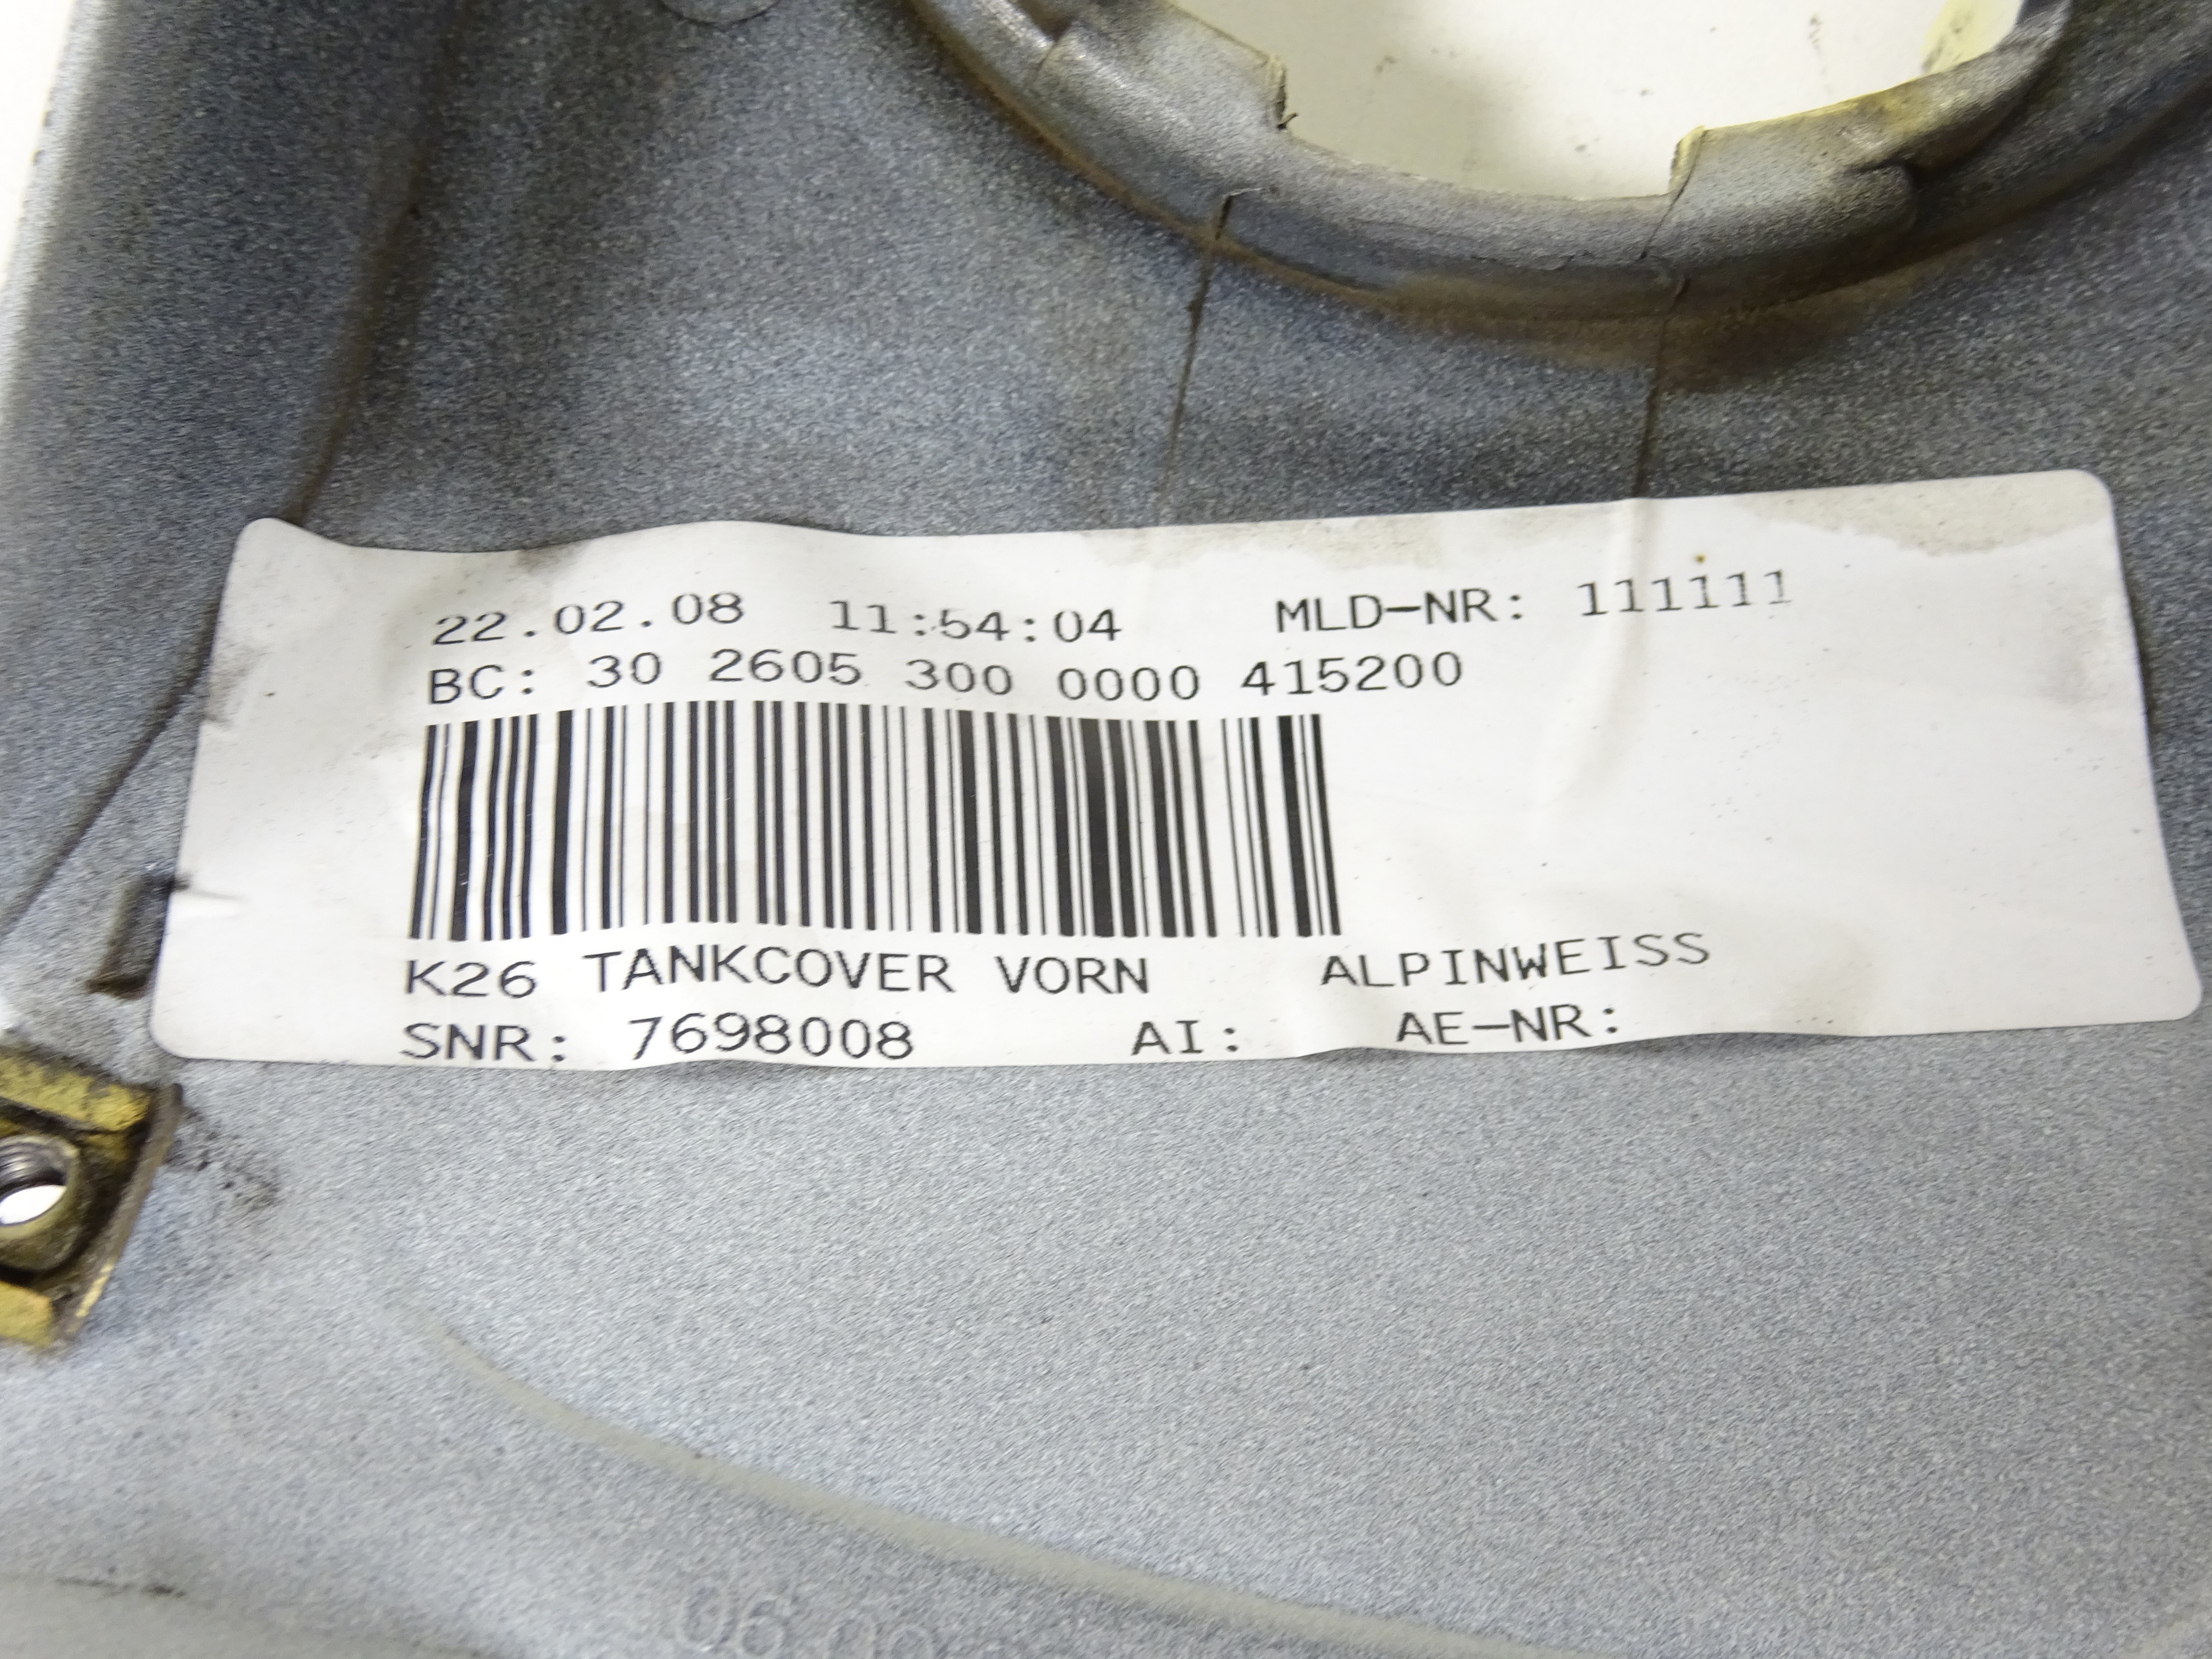 22.02.08 11:54:04 MLD-NR: 111111
BC: 30 2605 300 0000 415200
K26 TANKCOVER VORN ALPINWEISS
SNR: 7698008 AI: AE-NR: